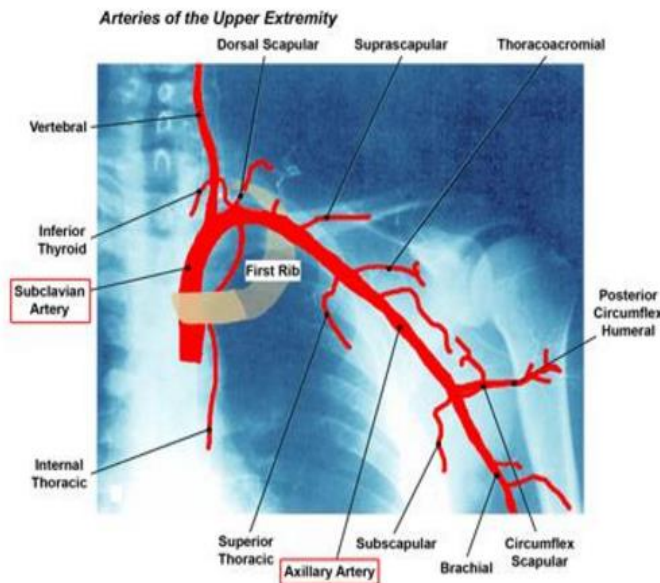 Arteries of the Upper Extremity
Dorsal Scapular
Suprascapular
Thoracoacromial
Vertebral
Inferior
Thyroid
First Rib
Subclavian
Artery
Posterior
Circumflex
Humeral
Internal
Thoracic
Superior
Thoracic
Axillary Artery
Subscapular
Brachial
Circumflex
Scapular